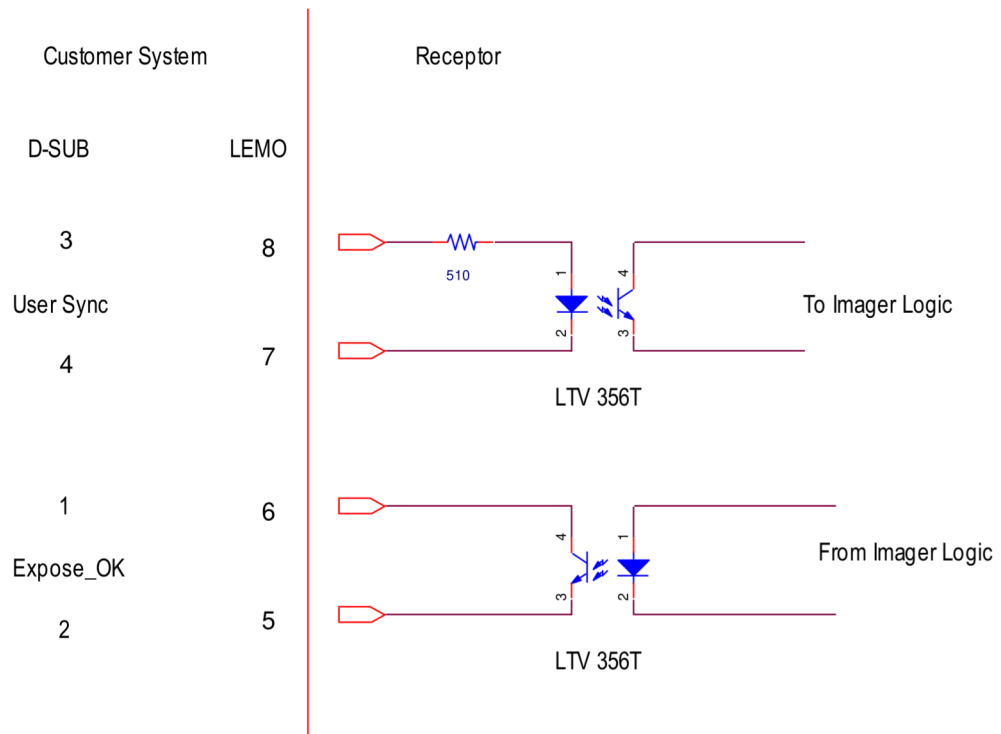 Customer System
Receptor
D-SUB
LEMO
3
8
510
1
4
User Sync
To Imager Logic
2
3
4
7
LTV 356T
1
6
4
1
From Imager Logic
Expose_OK
3
2
2
5
LTV 356T